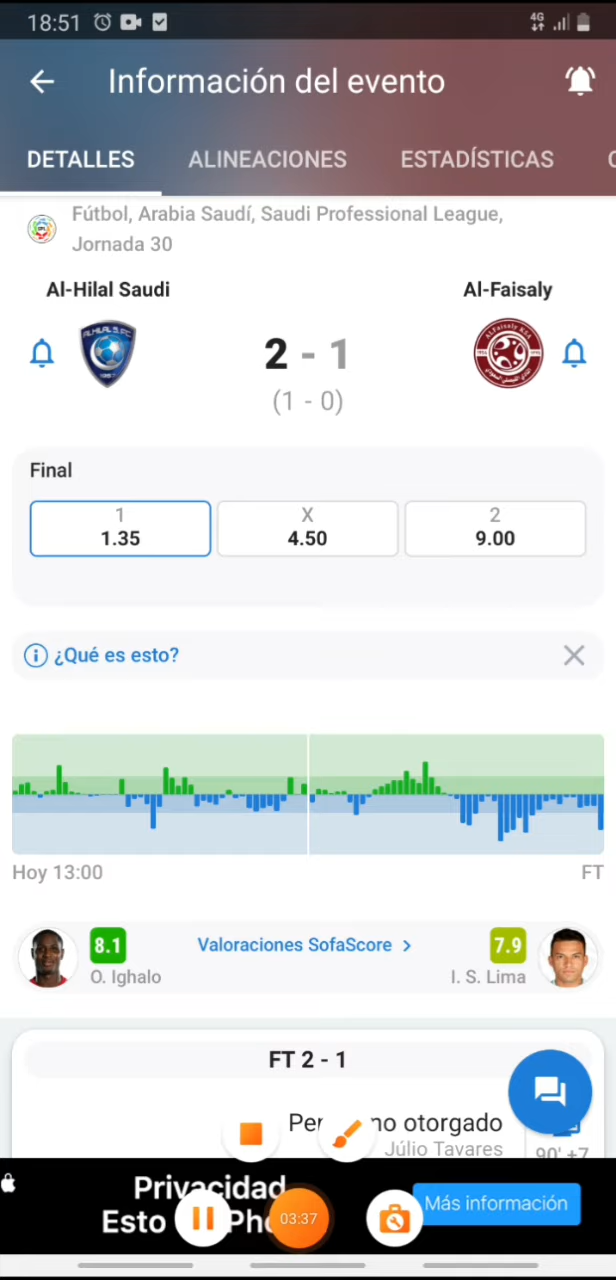 18:51
4G
Información del evento
DETALLES
ALINEACIONES
ESTADÍSTICAS
Fútbol, Arabia Saudí, Saudi Professional League,
Jornada 30
Al-Hilal Saudi
Al-Faisaly
2 - 1
(1 - 0)
Final
1
1.35
X
4.50
2
9.00
¿Qué es esto?
Hoy 13:00
FT
8.1
O. Ighalo
Valoraciones SofaScore >
7.9
I. S. Lima
FT 2 - 1
no otorgado
Júlio Tavares
90' +7
Privacidad
Esto
Más información
03:37